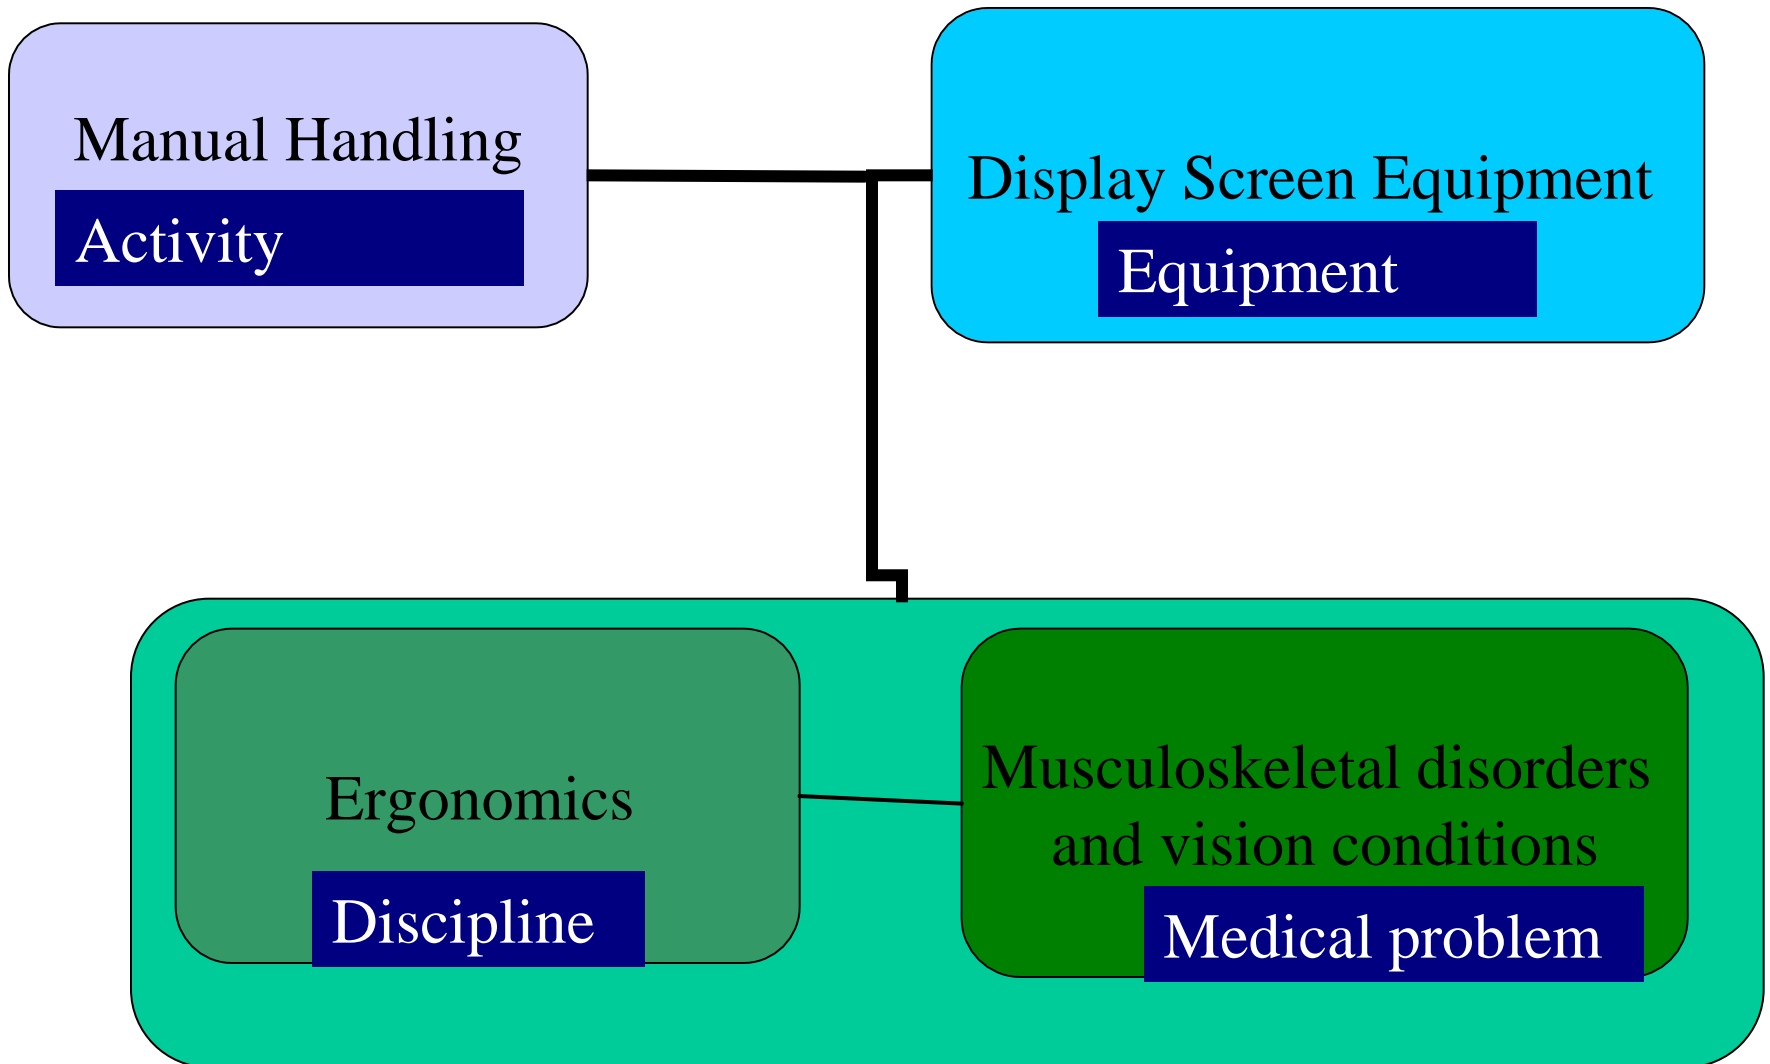 Manual Handling
Activity
Display Screen Equipment
Equipment
Ergonomics
Discipline
Musculoskeletal disorders
and vision conditions
Medical problem